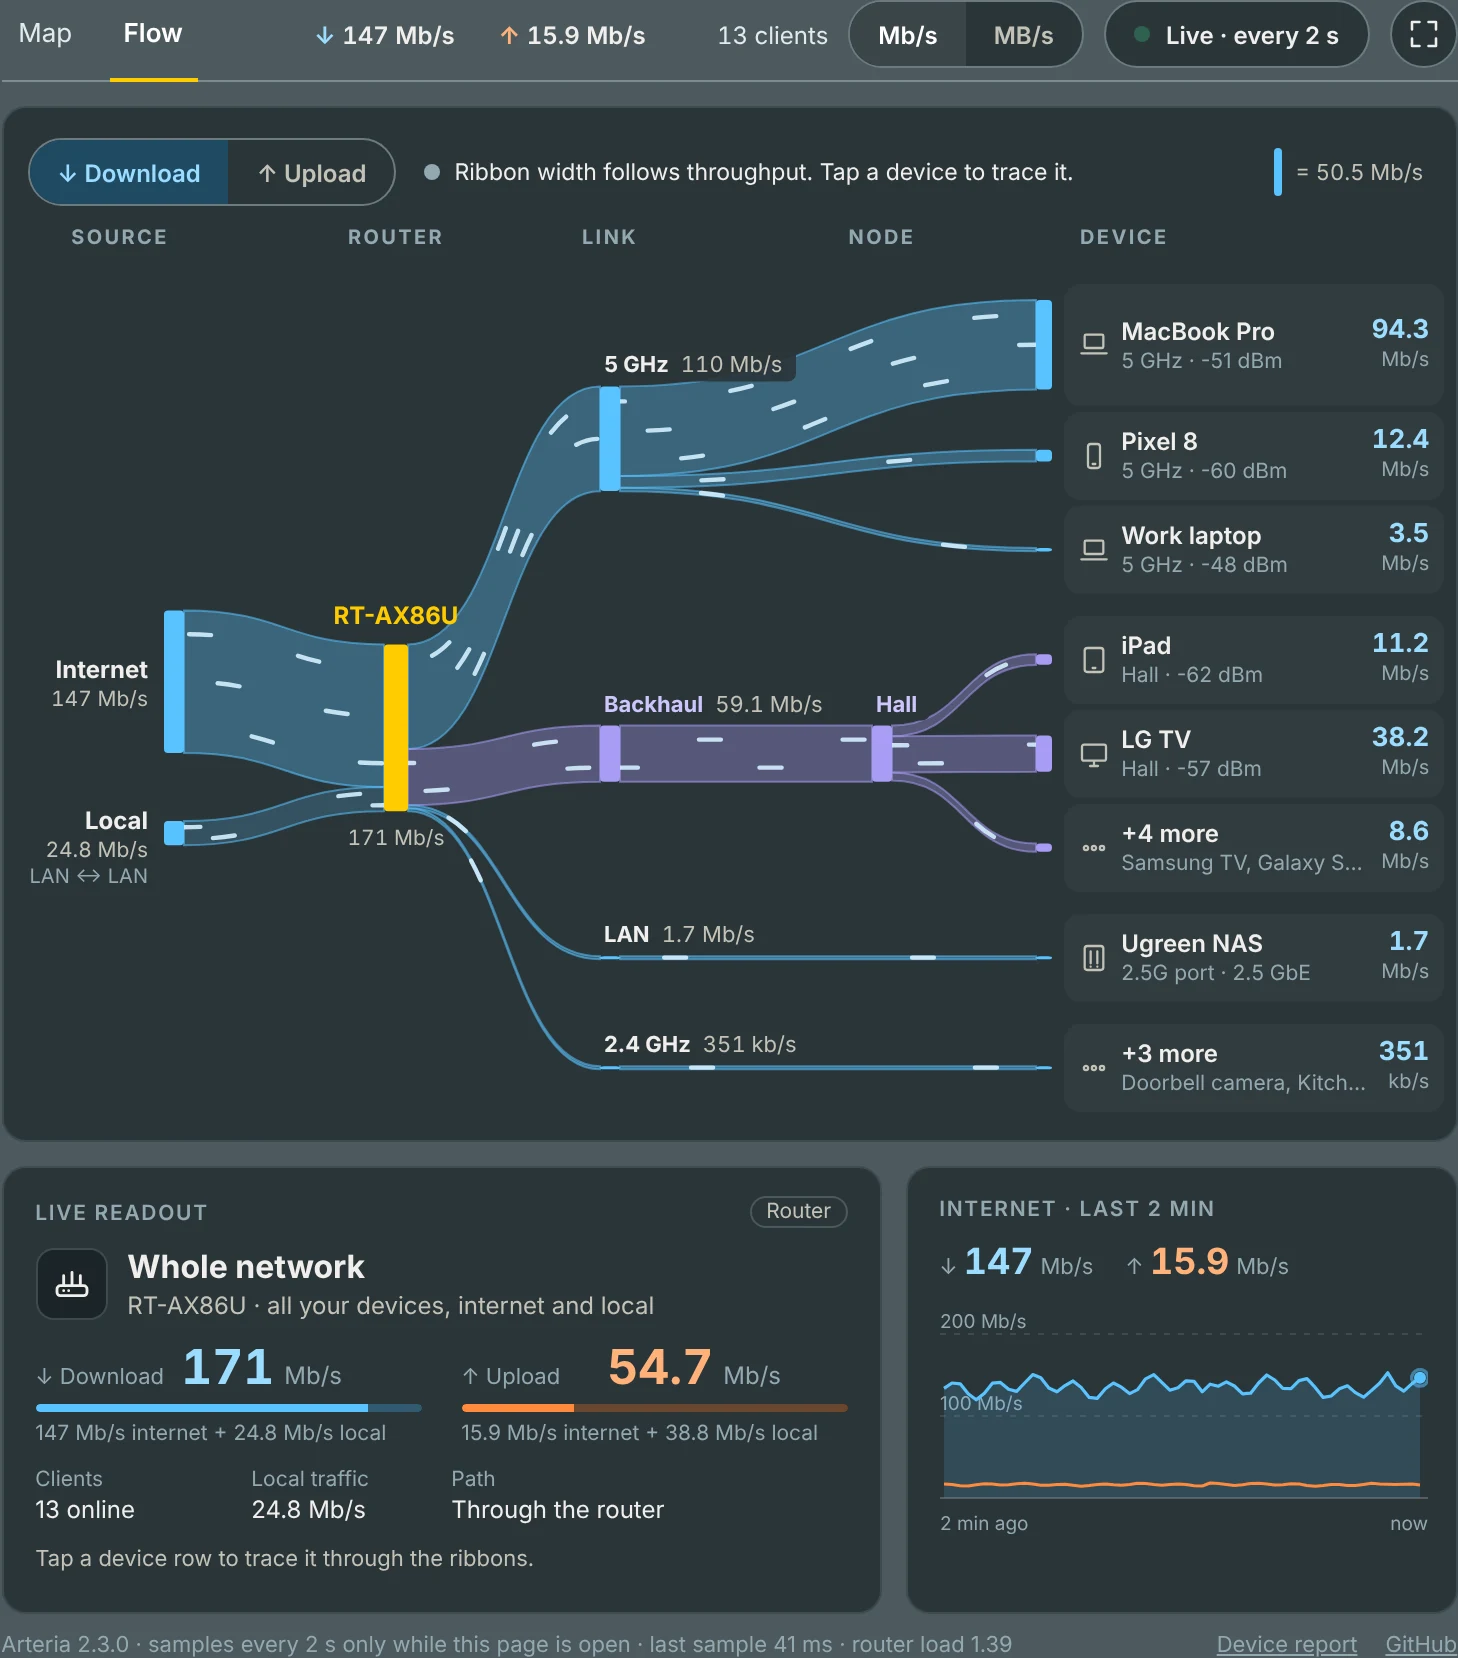 Map Flow ↓ 147 Mb/s ↑ 15.9 Mb/s 13 clients Mb/s MB/s Live · every 2 s
↓ Download ↑ Upload Ribbon width follows throughput. Tap a device to trace it. = 50.5 Mb/s
SOURCE ROUTER LINK NODE DEVICE
MacBook Pro 94.3
5 GHz · -51 dBm Mb/s
5 GHz 110 Mb/s
Pixel 8 12.4
5 GHz · -60 dBm Mb/s
Work laptop 3.5
5 GHz · -48 dBm Mb/s
RT-AX86U
Internet
147 Mb/s
iPad 11.2
Hall · -62 dBm Mb/s
Backhaul 59.1 Mb/s Hall
LG TV 38.2
Hall · -57 dBm Mb/s
Local
24.8 Mb/s
LAN ↔ LAN
171 Mb/s
+4 more 8.6
Samsung TV, Galaxy S... Mb/s
LAN 1.7 Mb/s
Ugreen NAS 1.7
2.5G port · 2.5 GbE Mb/s
2.4 GHz 351 kb/s
+3 more 351
Doorbell camera, Kitch... kb/s
LIVE READOUT Router
Whole network
RT-AX86U · all your devices, internet and local
↓ Download 171 Mb/s ↑ Upload 54.7 Mb/s
147 Mb/s internet + 24.8 Mb/s local 15.9 Mb/s internet + 38.8 Mb/s local
Clients Local traffic Path
13 online 24.8 Mb/s Through the router
Tap a device row to trace it through the ribbons.
INTERNET · LAST 2 MIN
↓ 147 Mb/s ↑ 15.9 Mb/s
200 Mb/s
100 Mb/s
2 min ago now
Arteria 2.3.0 · samples every 2 s only while this page is open · last sample 41 ms · router load 1.39 Device report GitHub